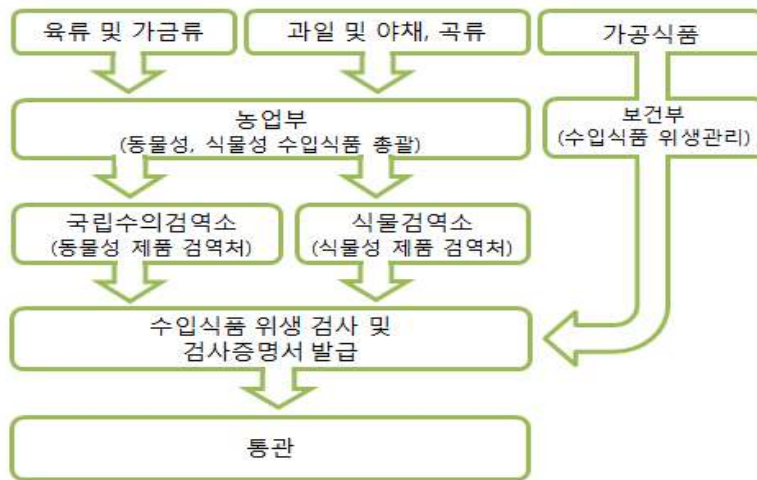 육류 및 가금류
과일 및 야채, 곡류
가공식품
농업부
(동물성, 식물성 수입식품 총괄)
보건부
(수입식품 위생관리)
국립수의검역소
(동물성 제품 검역처)
식물검역소
(식물성 제품 검역처)
수입식품 위생 검사 및
검사증명서 발급
통관